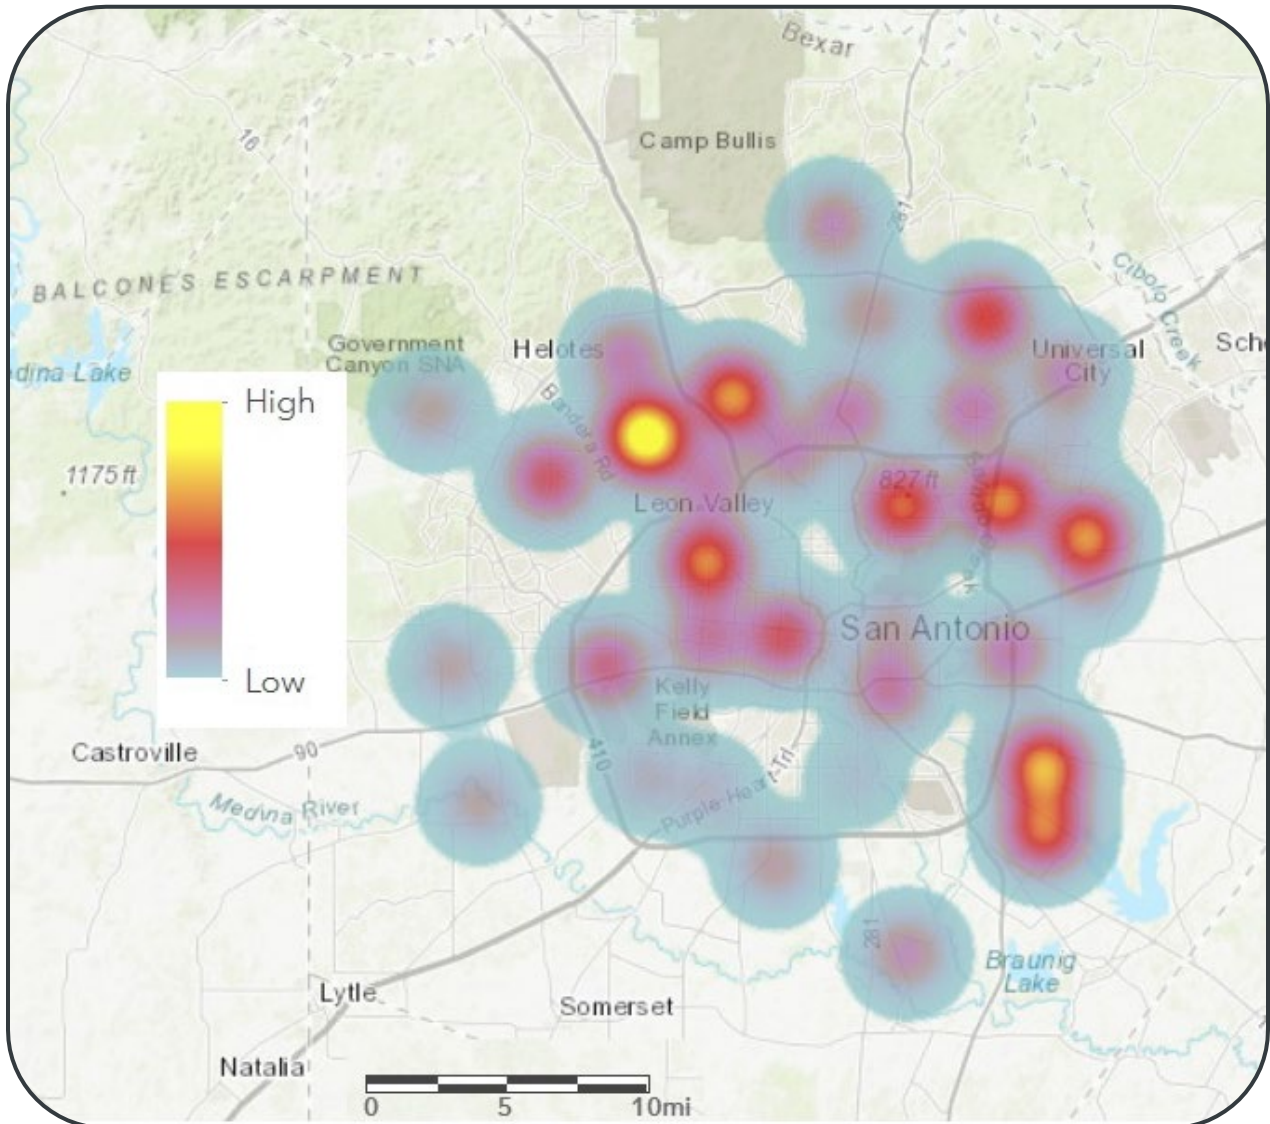 Bexar
Camp Bullis
16
281
Cibolo Creek
BALCONES ESCARPMENT
Government
Canyon SNA
Helotes
Universal
City
Sche
dina Lake
High
Bandera Rd
1175 ft
827 ft
Leon Valley
San Antonio
Low
Kelly
Field
Annex
Castroville
90
410
Purple Heart Trl
Medina River
281
Braunig
Lake
Lytle
Somerset
Natalia
0 5 10mi